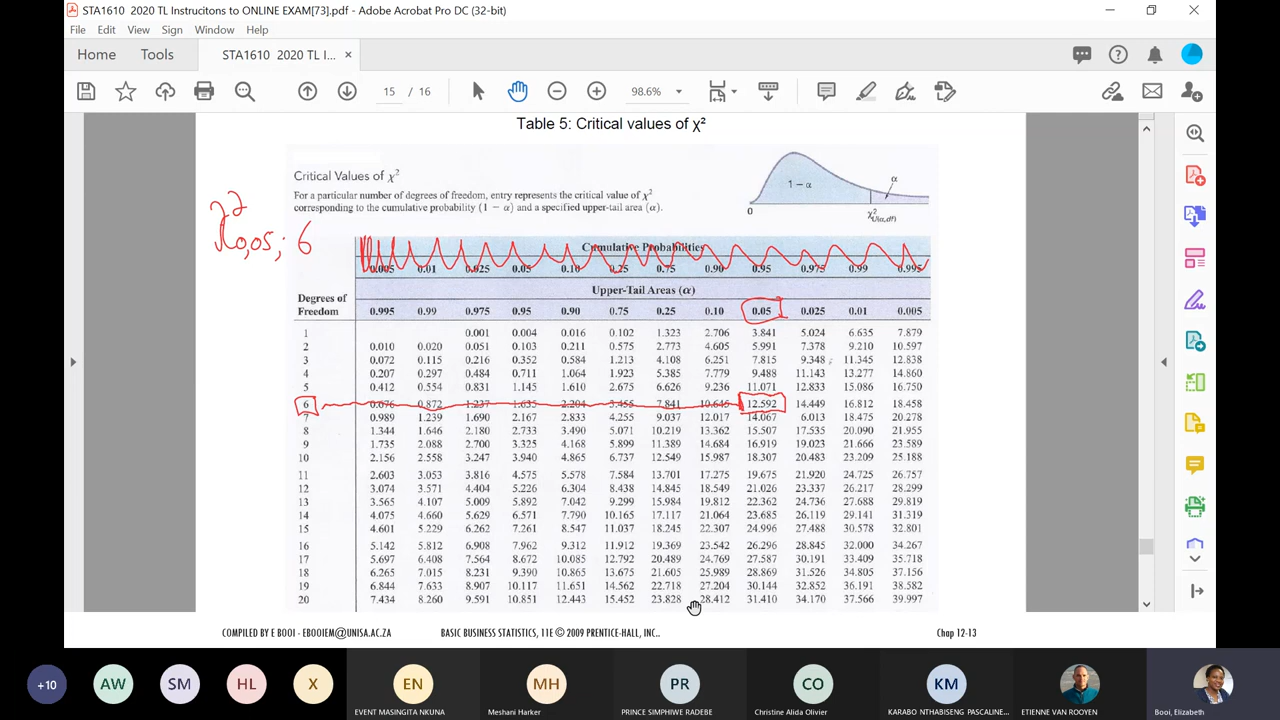 STA1610 2020 TL Instrucitons to ONLINE EXAM[73].pdf - Adobe Acrobat Pro DC (32-bit)
File Edit View Sign Window Help
Home Tools STA1610 2020 TL I... ×
15 / 16 98.6%
Table 5: Critical values of χ²
Critical Values of χ²
For a particular number of degrees of freedom, entry represents the critical value of χ²
corresponding to the cumulative probability (1 − α) and a specified upper-tail area (α).
1 − α
α
0
χ²U(α,df)
χ²0,05; 6
Cumulative Probabilities
0.005 0.01 0.025 0.05 0.10 0.25 0.75 0.90 0.95 0.975 0.99 0.995
Upper-Tail Areas (α)
Degrees of
Freedom 0.995 0.99 0.975 0.95 0.90 0.75 0.25 0.10 0.05 0.025 0.01 0.005
1 0.001 0.004 0.016 0.102 1.323 2.706 3.841 5.024 6.635 7.879
2 0.010 0.020 0.051 0.103 0.211 0.575 2.773 4.605 5.991 7.378 9.210 10.597
3 0.072 0.115 0.216 0.352 0.584 1.213 4.108 6.251 7.815 9.348 11.345 12.838
4 0.207 0.297 0.484 0.711 1.064 1.923 5.385 7.779 9.488 11.143 13.277 14.860
5 0.412 0.554 0.831 1.145 1.610 2.675 6.626 9.236 11.071 12.833 15.086 16.750
6 0.676 0.872 1.237 1.635 2.204 3.455 7.841 10.645 12.592 14.449 16.812 18.458
7 0.989 1.239 1.690 2.167 2.833 4.255 9.037 12.017 14.067 6.013 18.475 20.278
8 1.344 1.646 2.180 2.733 3.490 5.071 10.219 13.362 15.507 17.535 20.090 21.955
9 1.735 2.088 2.700 3.325 4.168 5.899 11.389 14.684 16.919 19.023 21.666 23.589
10 2.156 2.558 3.247 3.940 4.865 6.737 12.549 15.987 18.307 20.483 23.209 25.188
11 2.603 3.053 3.816 4.575 5.578 7.584 13.701 17.275 19.675 21.920 24.725 26.757
12 3.074 3.571 4.404 5.226 6.304 8.438 14.845 18.549 21.026 23.337 26.217 28.299
13 3.565 4.107 5.009 5.892 7.042 9.299 15.984 19.812 22.362 24.736 27.688 29.819
14 4.075 4.660 5.629 6.571 7.790 10.165 17.117 21.064 23.685 26.119 29.141 31.319
15 4.601 5.229 6.262 7.261 8.547 11.037 18.245 22.307 24.996 27.488 30.578 32.801
16 5.142 5.812 6.908 7.962 9.312 11.912 19.369 23.542 26.296 28.845 32.000 34.267
17 5.697 6.408 7.564 8.672 10.085 12.792 20.489 24.769 27.587 30.191 33.409 35.718
18 6.265 7.015 8.231 9.390 10.865 13.675 21.605 25.989 28.869 31.526 34.805 37.156
19 6.844 7.633 8.907 10.117 11.651 14.562 22.718 27.204 30.144 32.852 36.191 38.582
20 7.434 8.260 9.591 10.851 12.443 15.452 23.828 28.412 31.410 34.170 37.566 39.997
COMPILED BY E BOOI - EBOOIEM@UNISA.AC.ZA BASIC BUSINESS STATISTICS, 11E © 2009 PRENTICE-HALL, INC.. Chap 12-13
+10 AW SM HL X EN MH PR CO KM
EVENT MASINGITA NKUNA Meshani Harker PRINCE SIMPHIWE RADEBE Christine Alida Olivier KARABO NTHABISENG PASCALINE... ETIENNE VAN ROOYEN Booi, Elizabeth